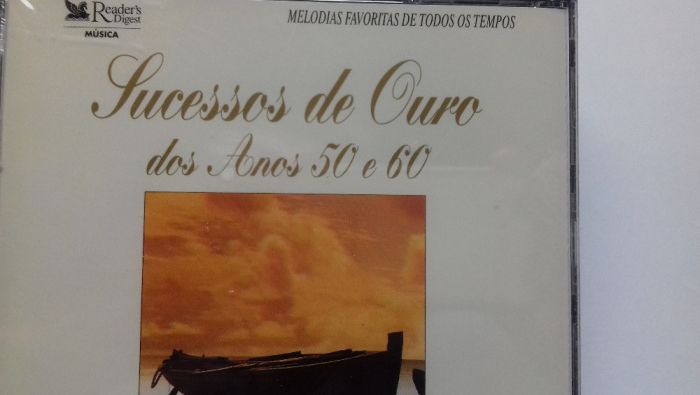 Reader's
Digest
MÚSICA
MELODIAS FAVORITAS DE TODOS OS TEMPOS
Sucessos de Ouro
dos Anos 50 e 60